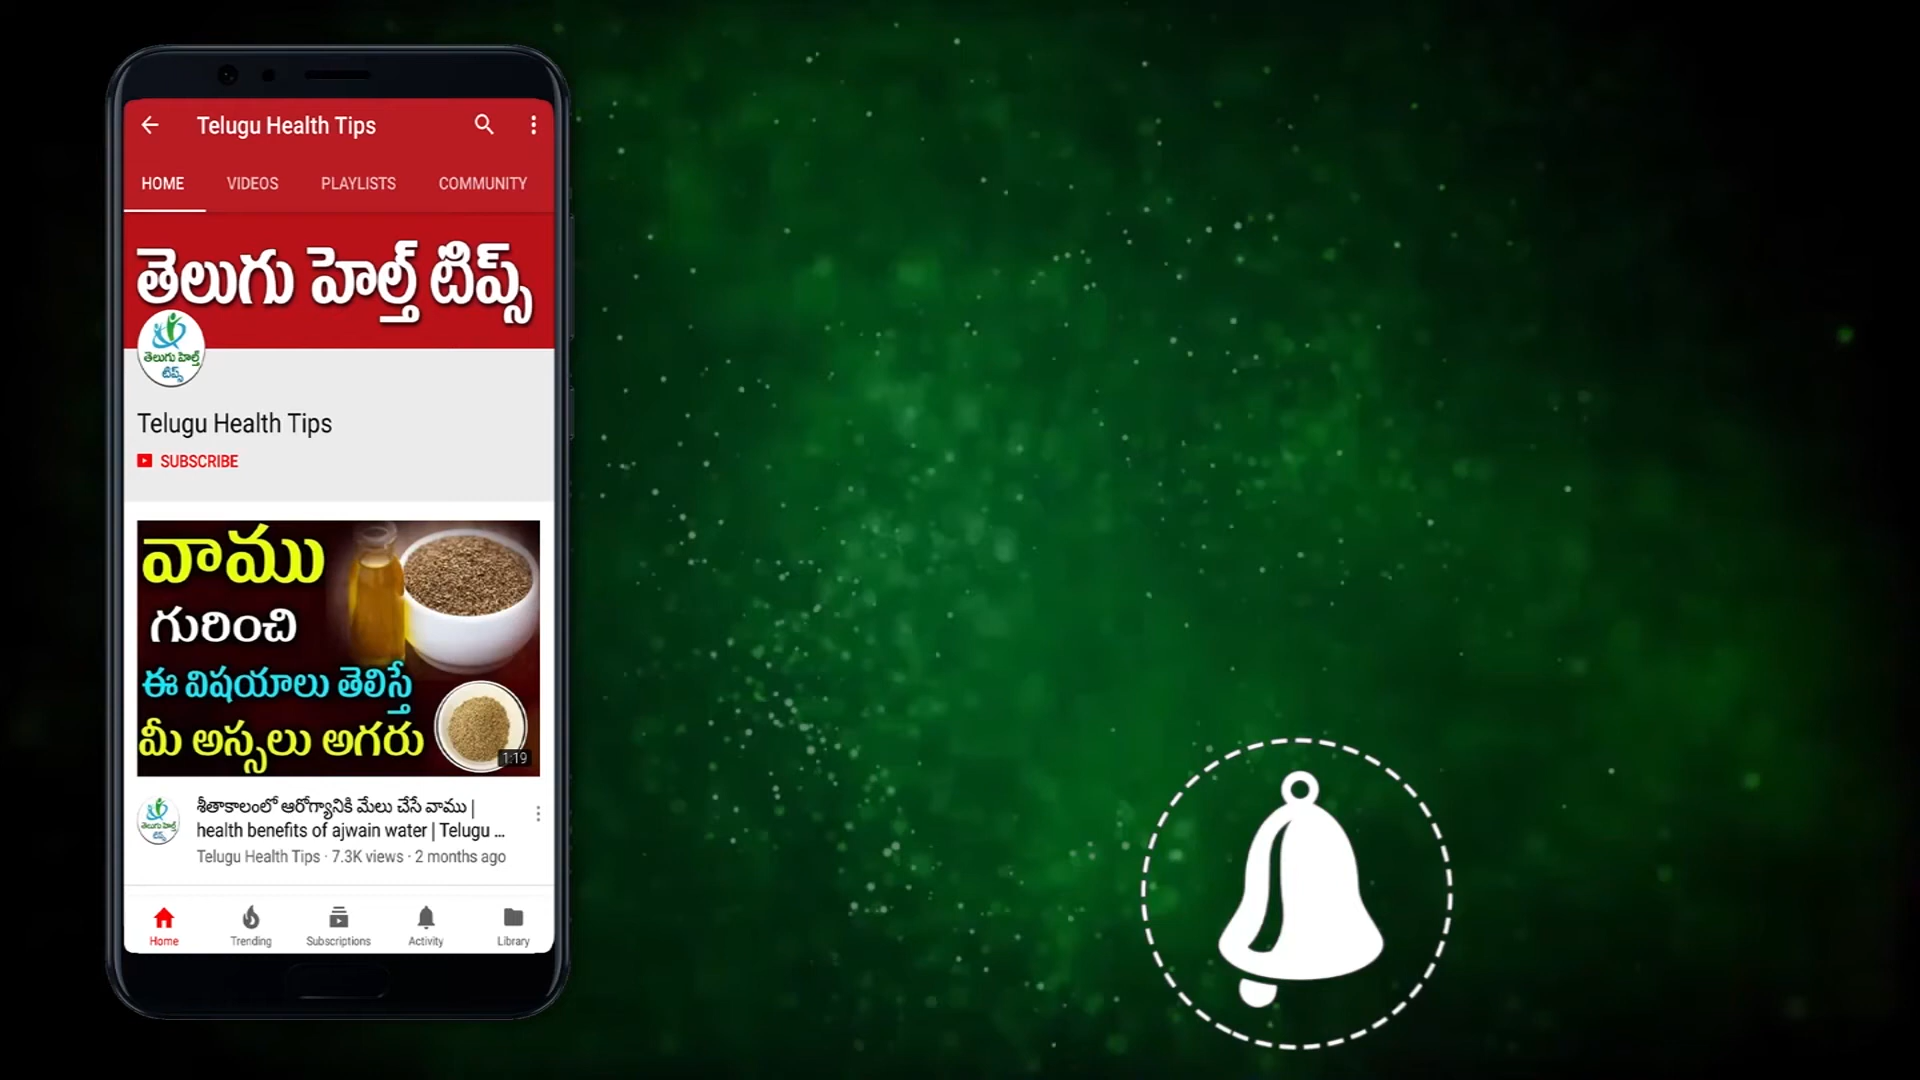 Telugu Health Tips
HOME VIDEOS PLAYLISTS COMMUNITY
తెలుగు హెల్త్ టిప్స్
తెలుగు హెల్త్
టిప్స్
Telugu Health Tips
SUBSCRIBE
వాము
గురించి
ఈ విషయాలు తెలిస్తే
మీ అస్సలు అగరు
1:19
శీతాకాలంలో ఆరోగ్యానికి మేలు చేసే వాము |
health benefits of ajwain water | Telugu ...
Telugu Health Tips · 7.3K views · 2 months ago
తెలుగు హెల్త్
టిప్స్
Home Trending Subscriptions Activity Library